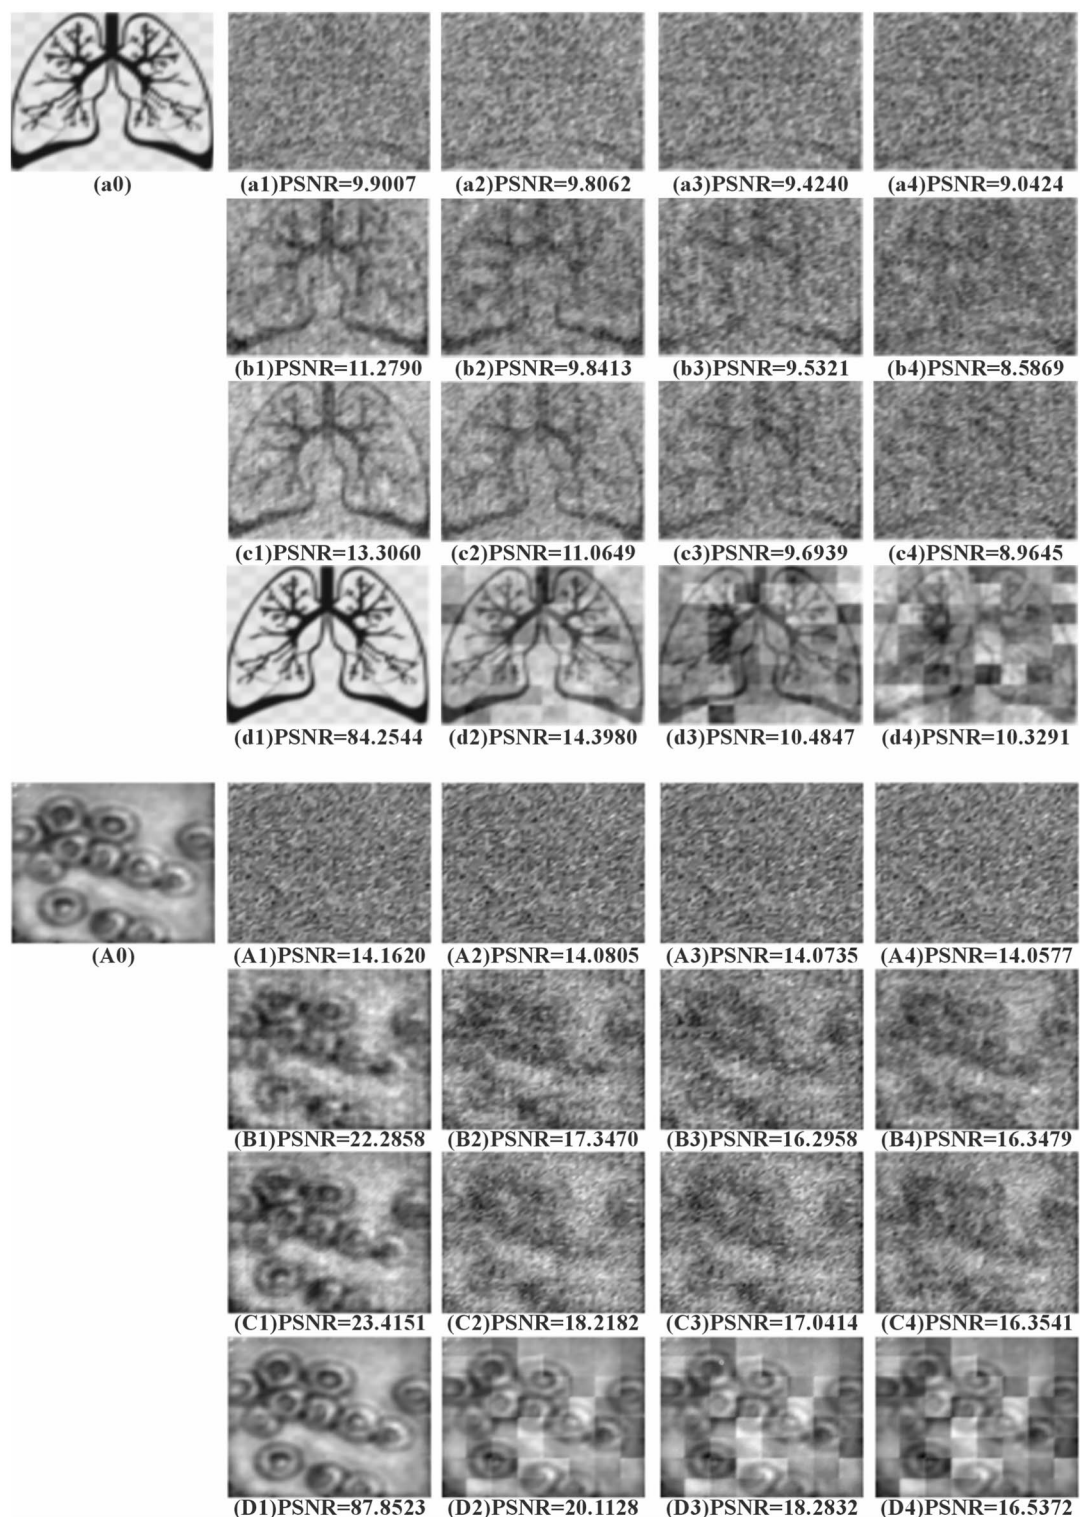 (a0) (a1)PSNR=9.9007 (a2)PSNR=9.8062 (a3)PSNR=9.4240 (a4)PSNR=9.0424
(b1)PSNR=11.2790 (b2)PSNR=9.8413 (b3)PSNR=9.5321 (b4)PSNR=8.5869
(c1)PSNR=13.3060 (c2)PSNR=11.0649 (c3)PSNR=9.6939 (c4)PSNR=8.9645
(d1)PSNR=84.2544 (d2)PSNR=14.3980 (d3)PSNR=10.4847 (d4)PSNR=10.3291
(A0) (A1)PSNR=14.1620 (A2)PSNR=14.0805 (A3)PSNR=14.0735 (A4)PSNR=14.0577
(B1)PSNR=22.2858 (B2)PSNR=17.3470 (B3)PSNR=16.2958 (B4)PSNR=16.3479
(C1)PSNR=23.4151 (C2)PSNR=18.2182 (C3)PSNR=17.0414 (C4)PSNR=16.3541
(D1)PSNR=87.8523 (D2)PSNR=20.1128 (D3)PSNR=18.2832 (D4)PSNR=16.5372